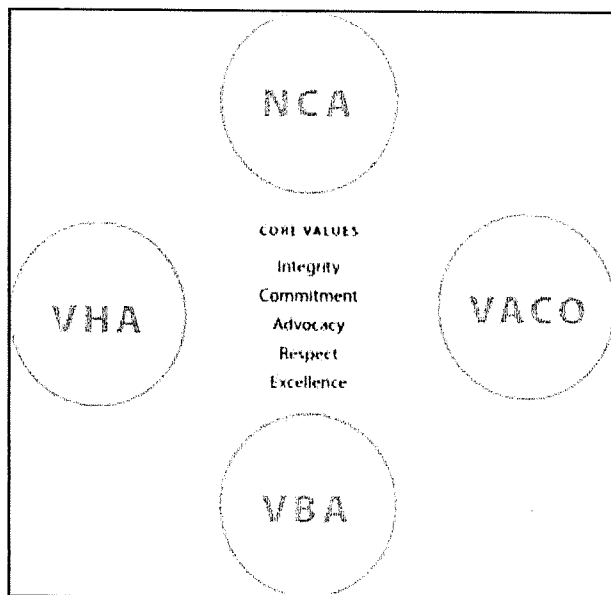 NCA
CORE VALUES
Integrity
Commitment
Advocacy
Respect
Excellence
VHA
VACO
VBA